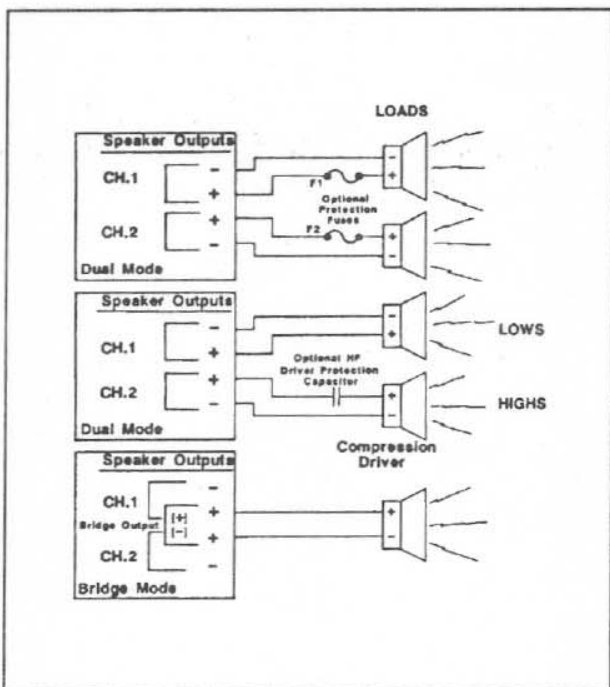 LOADS
Speaker Outputs
CH.1
−
+
CH.2
+
−
Dual Mode
F1
Optional
Protection
Fuses
F2
−
+
+
−
Speaker Outputs
CH.1
−
+
CH.2
+
−
Dual Mode
Optional HF
Driver Protection
Capacitor
−
+
+
−
LOWS
HIGHS
Compression
Driver
Speaker Outputs
CH.1
−
+
Bridge Output
[+]
[−]
CH.2
+
−
Bridge Mode
+
−